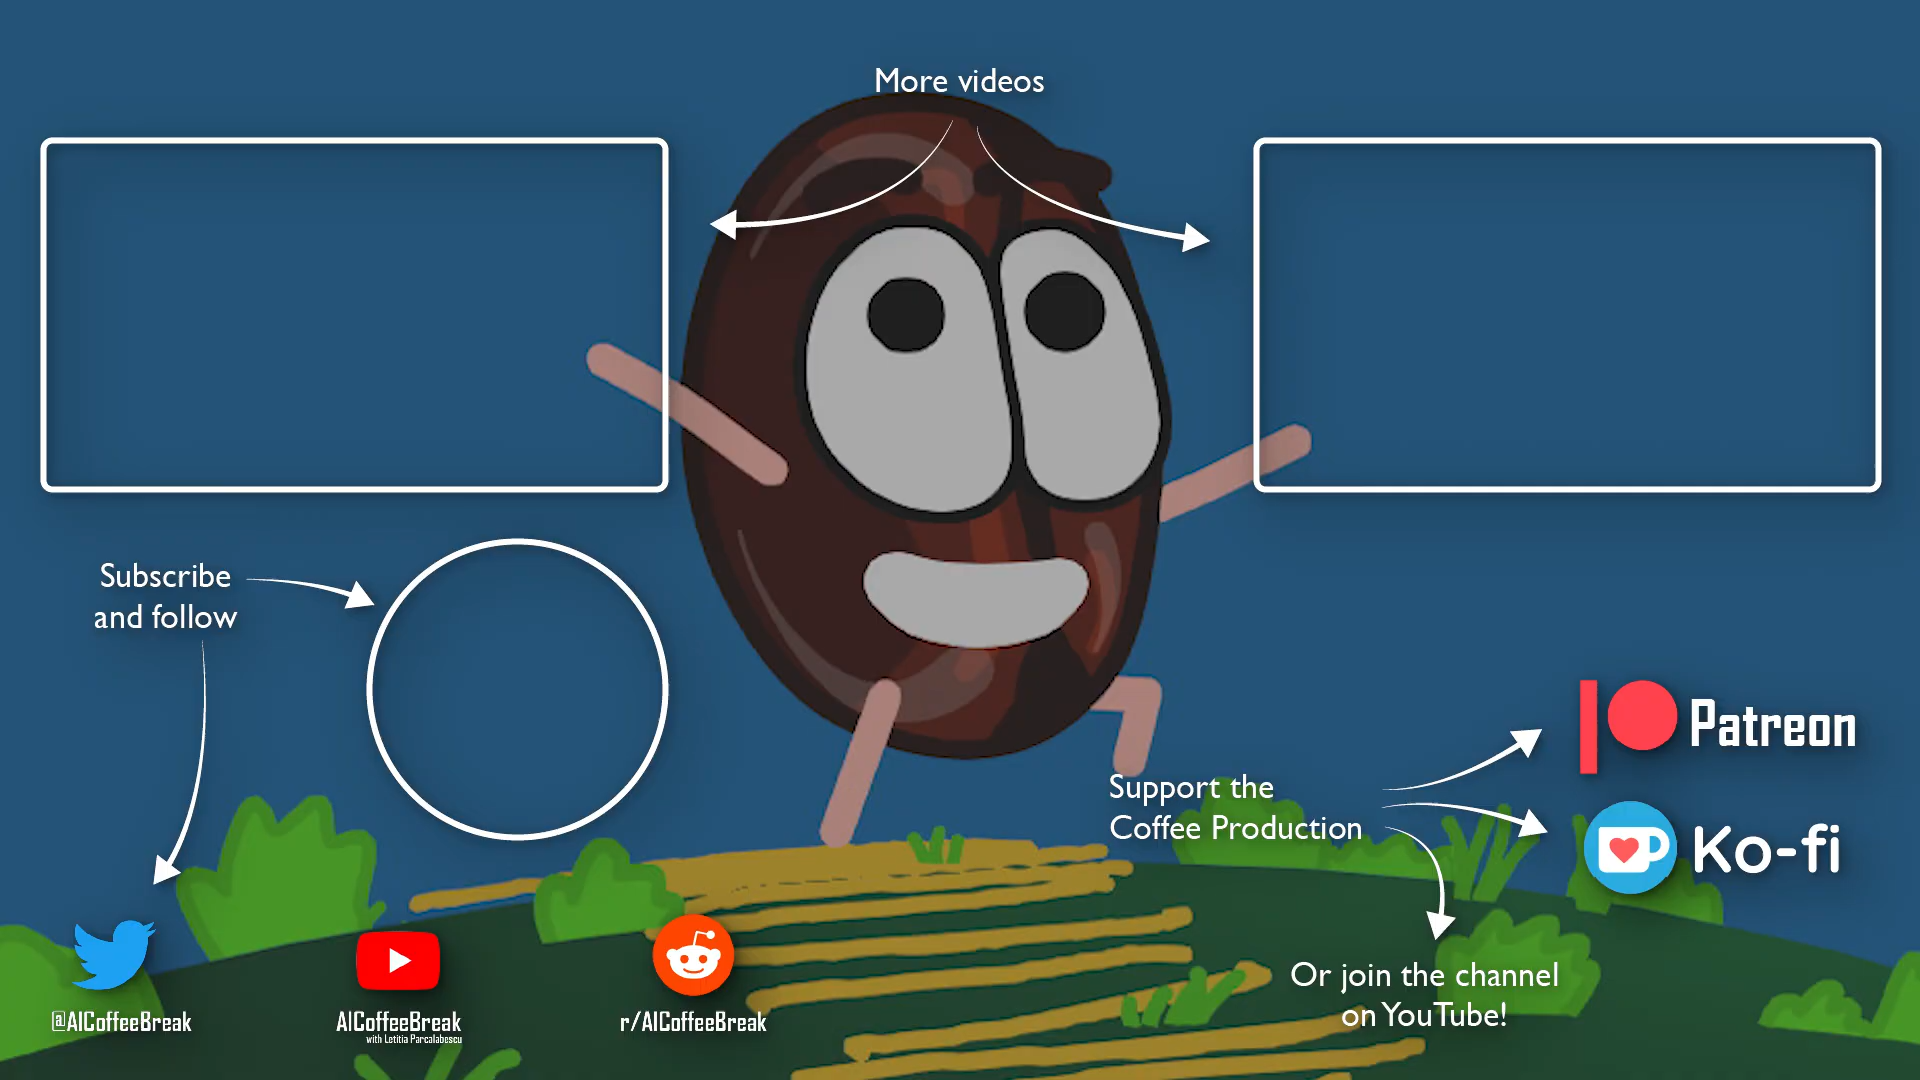 More videos
Subscribe
and follow
Patreon
Support the
Coffee Production
Ko-fi
Or join the channel
on YouTube!
@AICoffeeBreak
AICoffeeBreak
with Letitia Parcalabescu
r/AICoffeeBreak